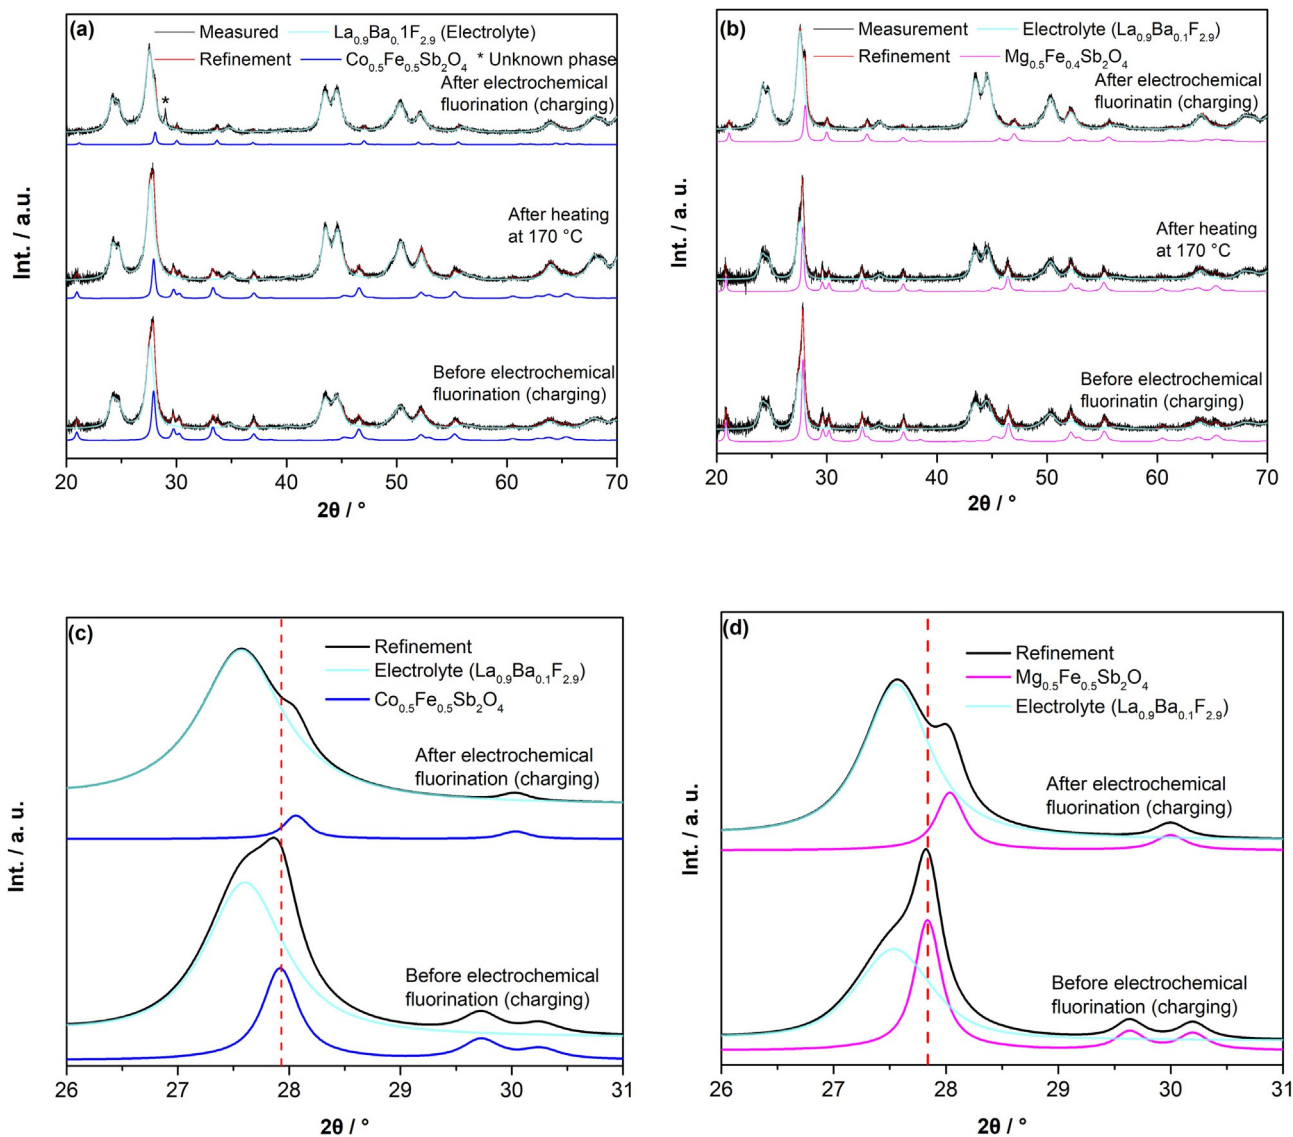 (a)
Measured
La0.9Ba0.1F2.9 (Electrolyte)
Refinement
Co0.5Fe0.5Sb2O4
* Unknown phase
After electrochemical
fluorination (charging)
*
After heating
at 170 °C
Before electrochemical
fluorination (charging)
Int. / a.u.
20 30 40 50 60 70
2θ / °
(b)
Measurement
Electrolyte (La0.9Ba0.1F2.9)
Refinement
Mg0.5Fe0.4Sb2O4
After electrochemical
fluorinatin (charging)
After heating
at 170 °C
Before electrochemical
fluorinatin (charging)
Int. / a. u.
20 30 40 50 60 70
2θ / °
(c)
Refinement
Electrolyte (La0.9Ba0.1F2.9)
Co0.5Fe0.5Sb2O4
After electrochemical
fluorination (charging)
Before electrochemical
fluorination (charging)
Int. / a. u.
26 27 28 29 30 31
2θ / °
(d)
Refinement
Mg0.5Fe0.5Sb2O4
Electrolyte (La0.9Ba0.1F2.9)
After electrochemical
fluorination (charging)
Before electrochemical
fluorination (charging)
Int. / a. u.
26 27 28 29 30 31
2θ / °